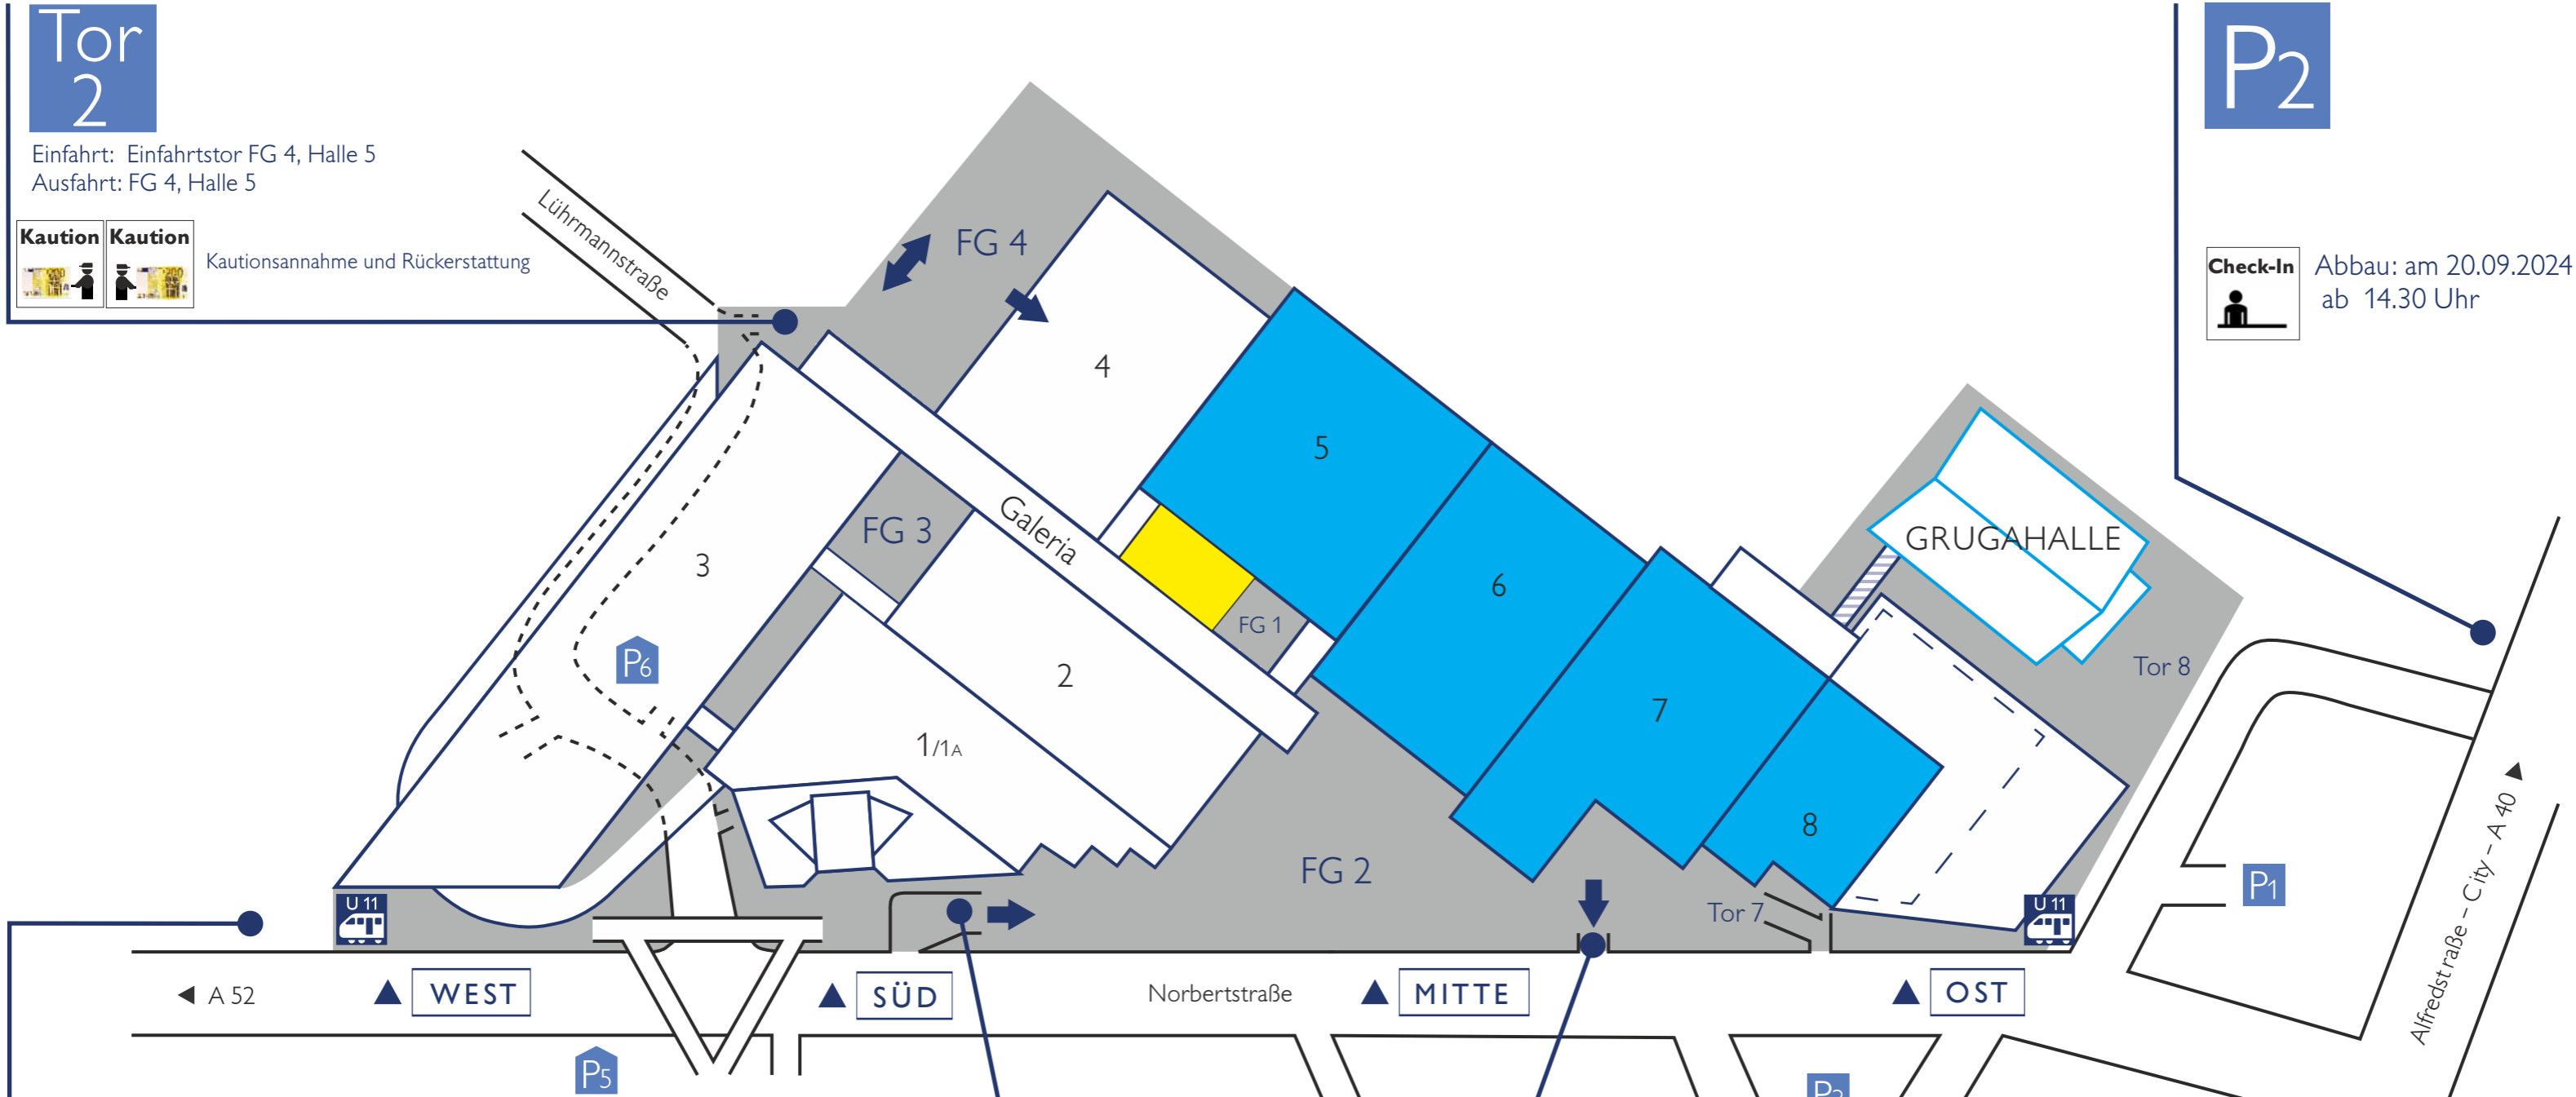 Tor
2
Einfahrt: Einfahrtstor FG 4, Halle 5
Ausfahrt: FG 4, Halle 5
Kaution
Kaution
200
200
Kautionsannahme und Rückerstattung
P2
Check-In
Abbau: am 20.09.2024
ab 14.30 Uhr
Lührmannstraße
FG 4
4
5
6
7
8
FG 3
Galeria
FG 1
3
P6
2
1/1A
GRUGAHALLE
Tor 8
FG 2
Tor 7
U 11
U 11
P1
Alfredstraße – City – A 40
A 52
WEST
SÜD
Norbertstraße
MITTE
OST
P5